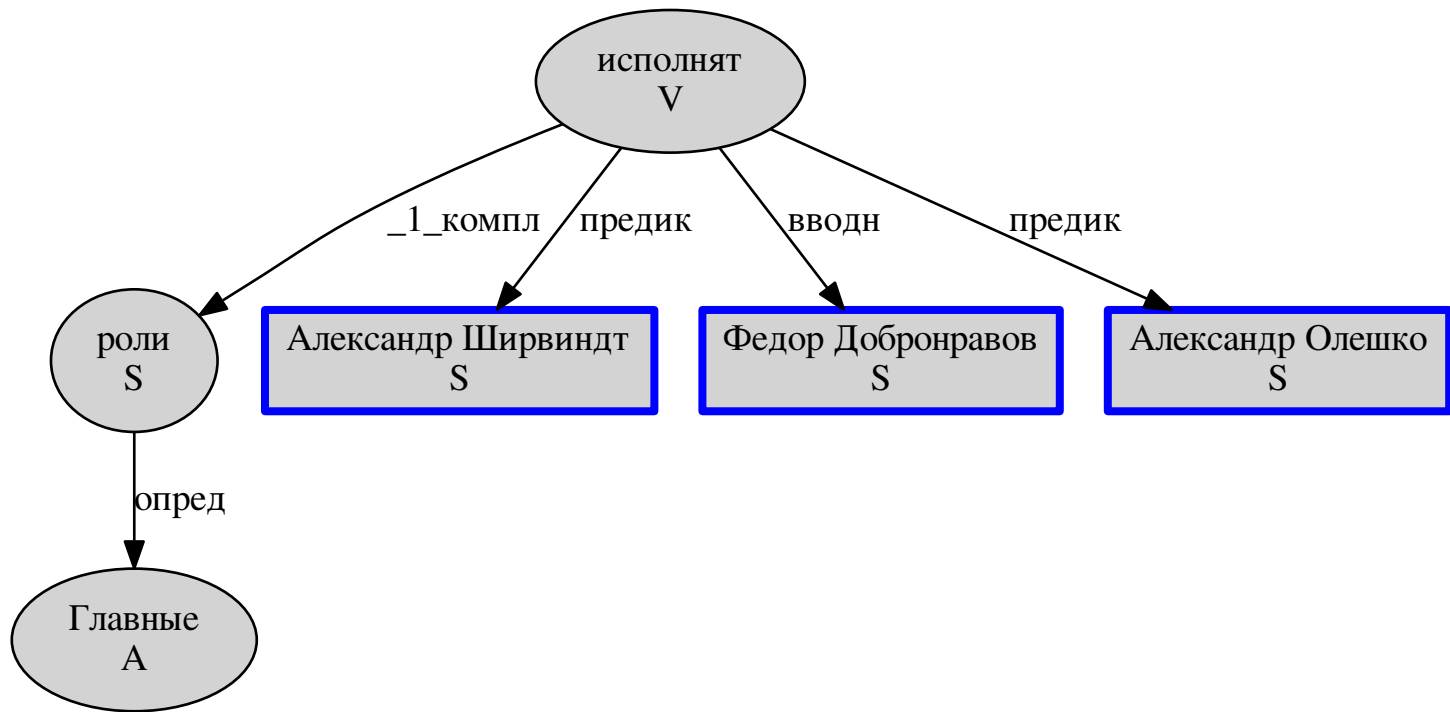 исполнят
V
_1_компл
предик
вводн
предик
роли
S
Александр Ширвиндт
S
Федор Добронравов
S
Александр Олешко
S
опред
Главные
A